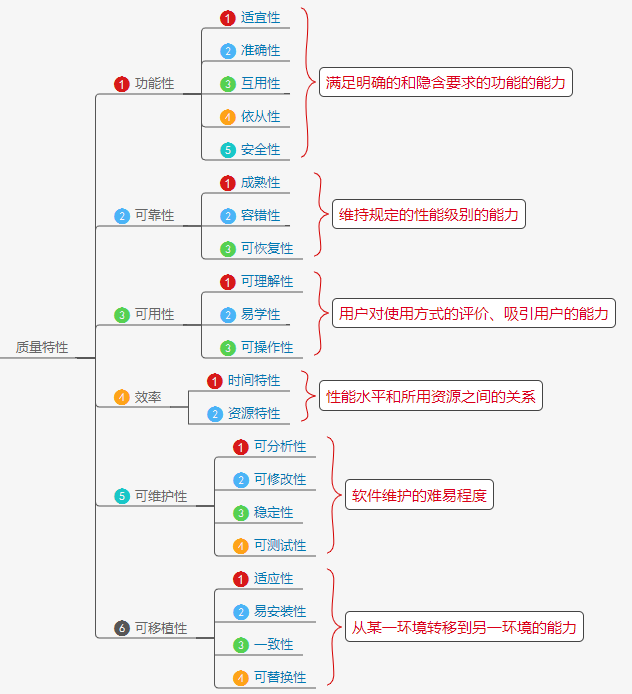 质量特性
1 功能性
1 适宜性
2 准确性
3 互用性
4 依从性
5 安全性
满足明确的和隐含要求的功能的能力
2 可靠性
1 成熟性
2 容错性
3 可恢复性
维持规定的性能级别的能力
3 可用性
1 可理解性
2 易学性
3 可操作性
用户对使用方式的评价、吸引用户的能力
4 效率
1 时间特性
2 资源特性
性能水平和所用资源之间的关系
5 可维护性
1 可分析性
2 可修改性
3 稳定性
4 可测试性
软件维护的难易程度
6 可移植性
1 适应性
2 易安装性
3 一致性
4 可替换性
从某一环境转移到另一环境的能力